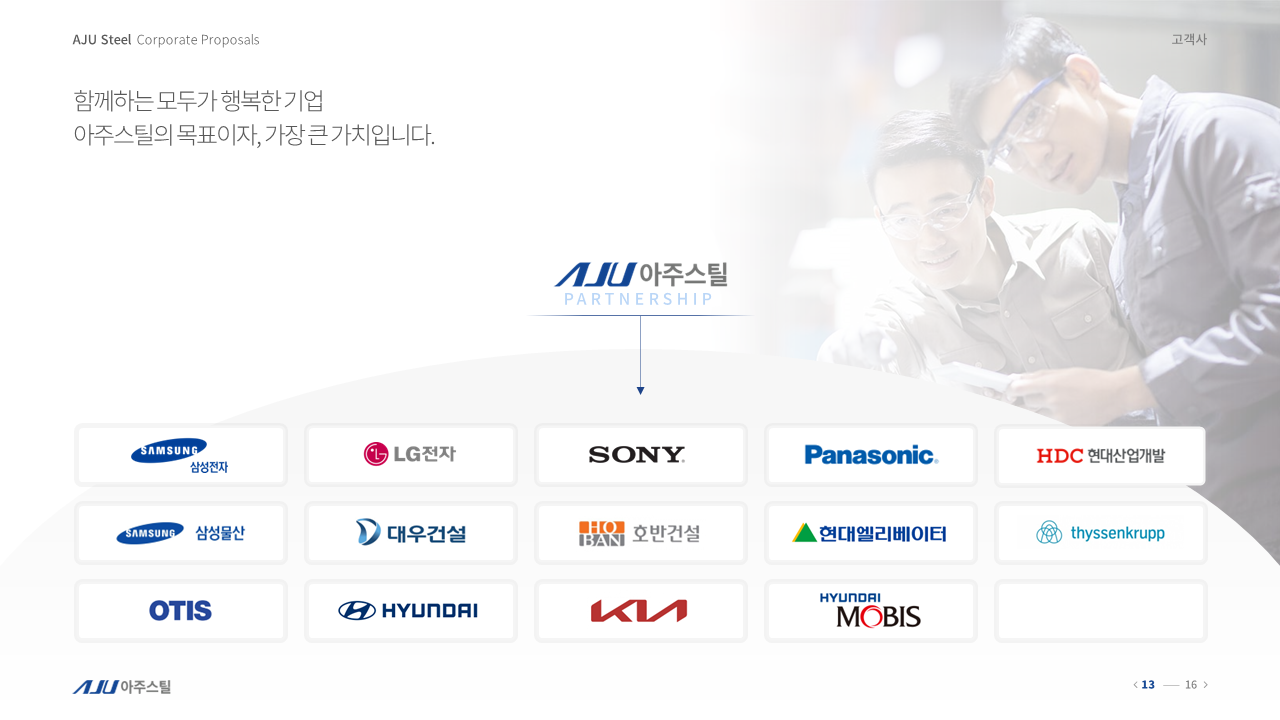 AJU Steel Corporate Proposals
고객사
함께하는 모두가 행복한 기업
아주스틸의 목표이자, 가장 큰 가치입니다.
AJU 아주스틸
PARTNERSHIP
SAMSUNG 삼성전자
LG전자
SONY
Panasonic
HDC 현대산업개발
SAMSUNG 삼성물산
대우건설
HOBAN 호반건설
현대엘리베이터
thyssenkrupp
OTIS
HYUNDAI
KIA
HYUNDAI
MOBIS
AJU 아주스틸
< 13 — 16 >